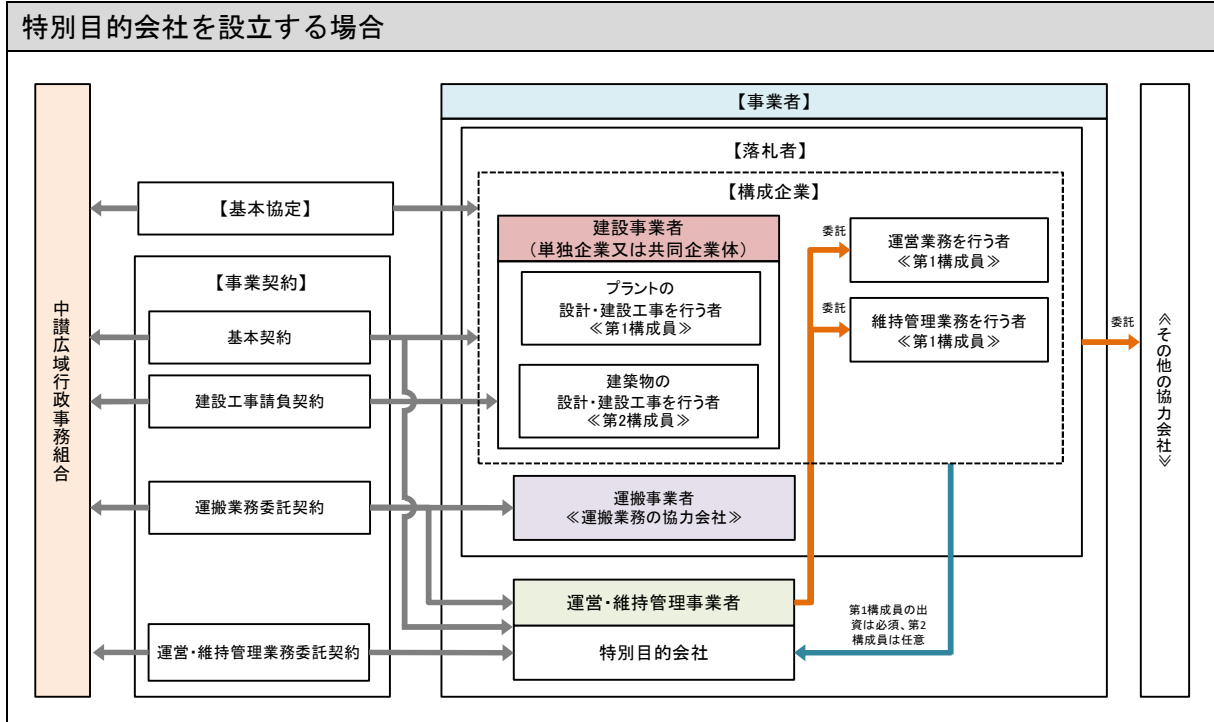 特別目的会社を設立する場合
中讃広域行政事務組合
【基本協定】
【事業契約】
基本契約
建設工事請負契約
運搬業務委託契約
運営・維持管理業務委託契約
【事業者】
【落札者】
【構成企業】
建設事業者
(単独企業又は共同企業体)
プラントの
設計・建設工事を行う者
≪第1構成員≫
建築物の
設計・建設工事を行う者
≪第2構成員≫
委託
運営業務を行う者
≪第1構成員≫
委託
維持管理業務を行う者
≪第1構成員≫
運搬事業者
≪運搬業務の協力会社≫
運営・維持管理事業者
特別目的会社
第1構成員の出
資は必須、第2
構成員は任意
委託
≪その他の協力会社≫